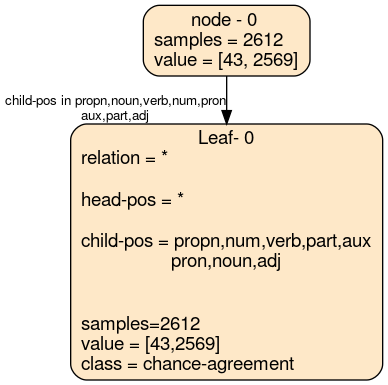 node - 0
samples = 2612
value = [43, 2569]
child-pos in propn,noun,verb,num,pron
aux,part,adj
Leaf- 0
relation = *
head-pos = *
child-pos = propn,num,verb,part,aux
pron,noun,adj
samples=2612
value = [43,2569]
class = chance-agreement